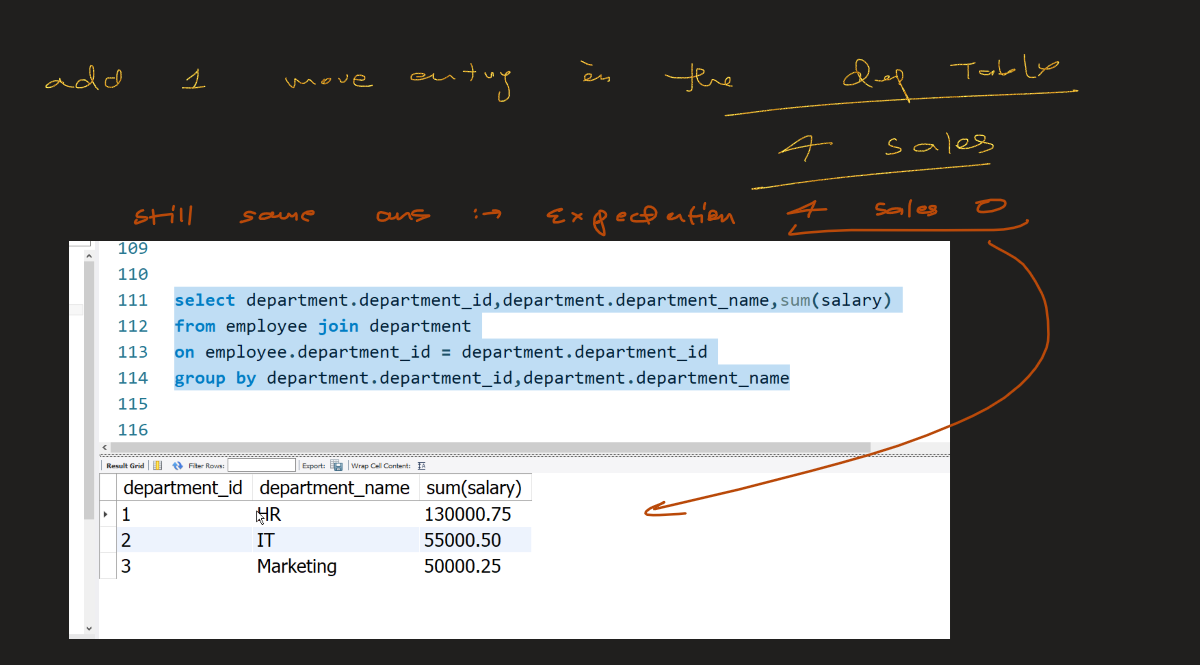 add 1 more entry in the dep Table
4 sales
still same ans :→ Expectation 4 sales 0
109
110
111 select department.department_id,department.department_name,sum(salary)
112 from employee join department
113 on employee.department_id = department.department_id
114 group by department.department_id,department.department_name
115
116
Result Grid Filter Rows: Export: Wrap Cell Content:
department_id department_name sum(salary)
1 HR 130000.75
2 IT 55000.50
3 Marketing 50000.25